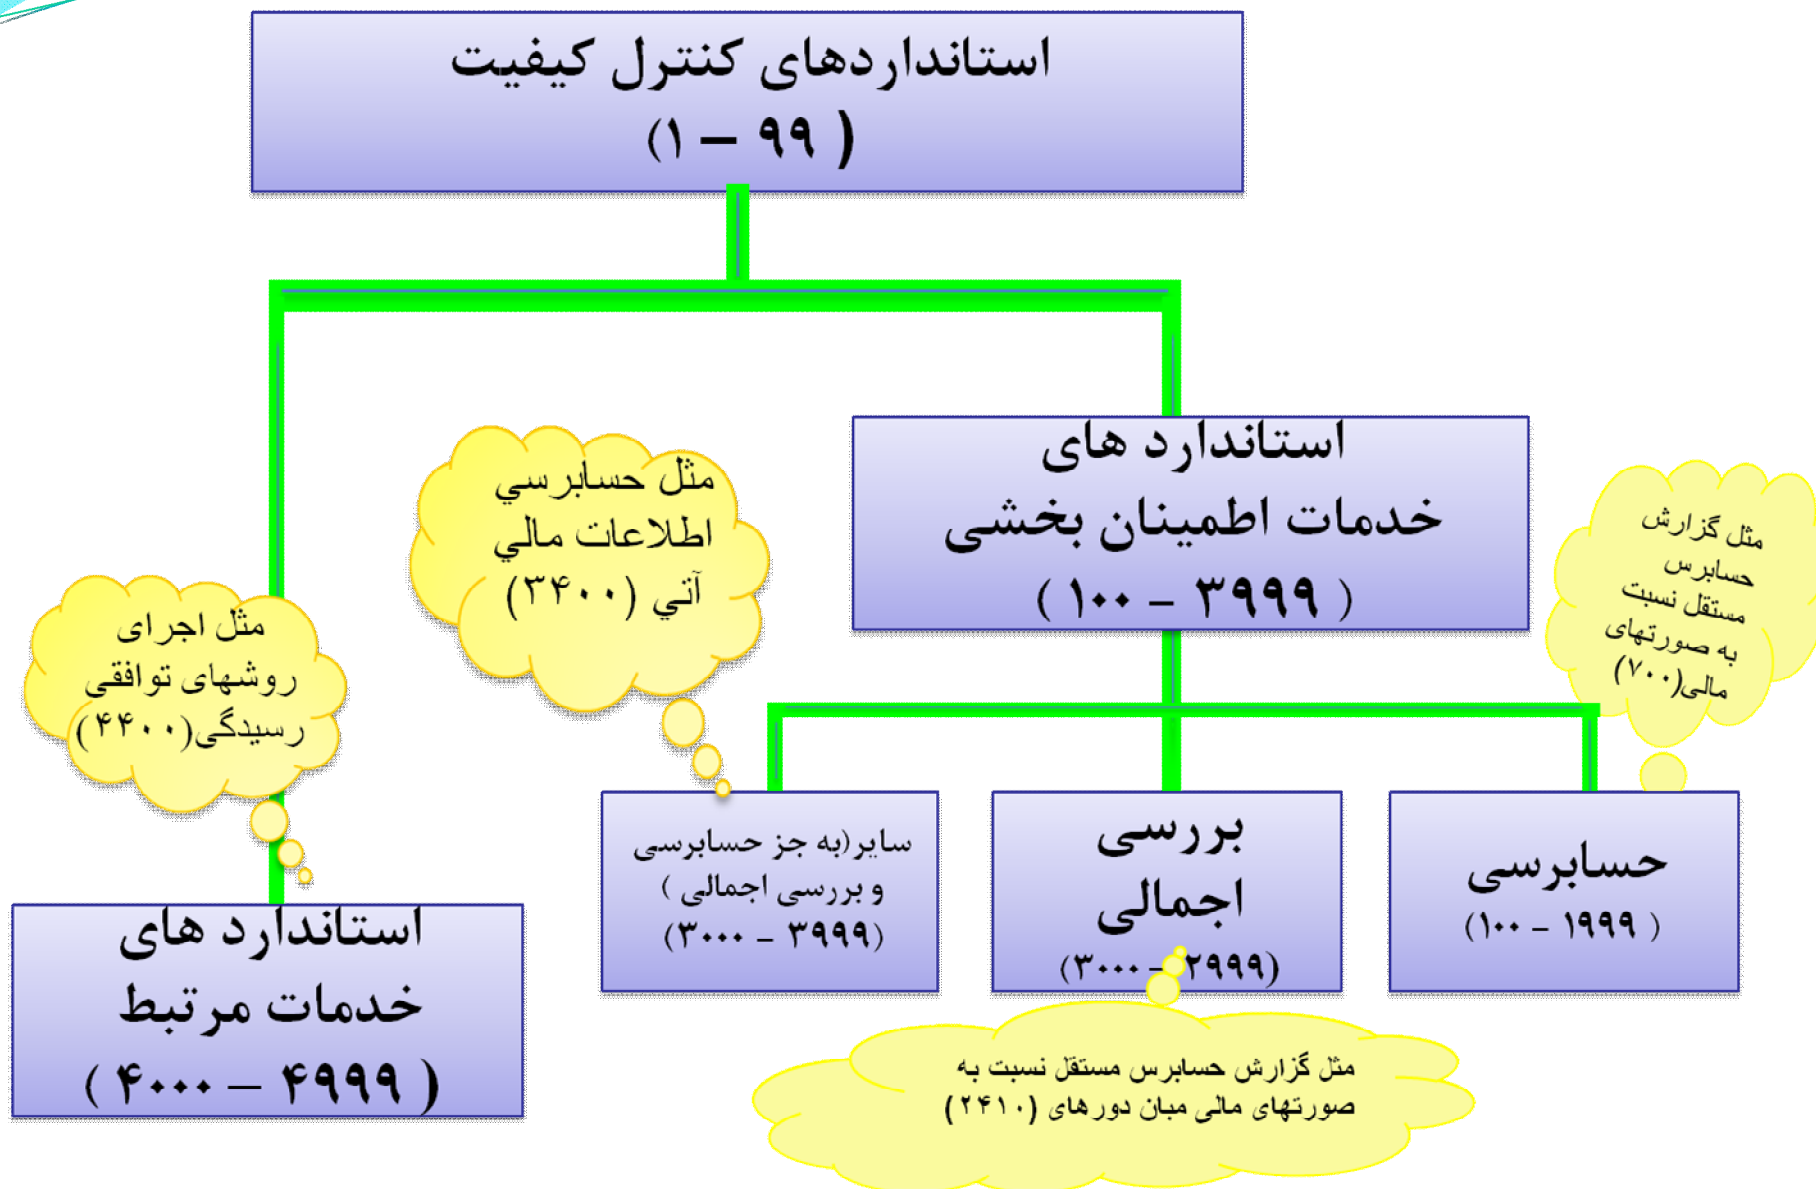 استانداردهای کنترل کیفیت
( ۹۹ – ۱)
استاندارد های
خدمات اطمینان بخشی
( ۳۹۹۹ – ۱۰۰ )
مثل گزارش
حسابرس
مستقل نسبت
به صورتهای
مالی(۷۰۰)
مثل حسابرسي
اطلاعات مالي
آتي (۳۴۰۰)
مثل اجرای
روشهای توافقی
رسیدگی(۴۴۰۰)
حسابرسی
( ۱۹۹۹ – ۱۰۰)
بررسی
اجمالی
(۲۹۹۹ – ۳۰۰۰)
سایر(به جز حسابرسی
و بررسی اجمالی )
(۳۹۹۹ – ۳۰۰۰)
استاندارد های
خدمات مرتبط
( ۴۹۹۹ – ۴۰۰۰ )
مثل گزارش حسابرس مستقل نسبت به
صورتهای مالی مبان دورهای (۲۴۱۰)